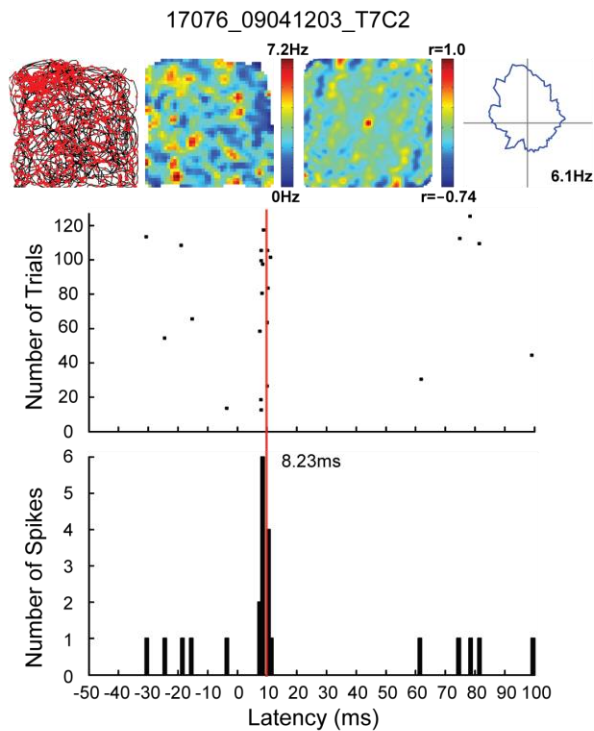 17076_09041203_T7C2
7.2Hz
r=1.0
0Hz
r=−0.74
6.1Hz
Number of Trials
120
100
80
60
40
20
0
8.23ms
Number of Spikes
6
5
4
3
2
1
0
-50 -40 -30 -20 -10 0 10 20 30 40 50 60 70 80 90 100
Latency (ms)